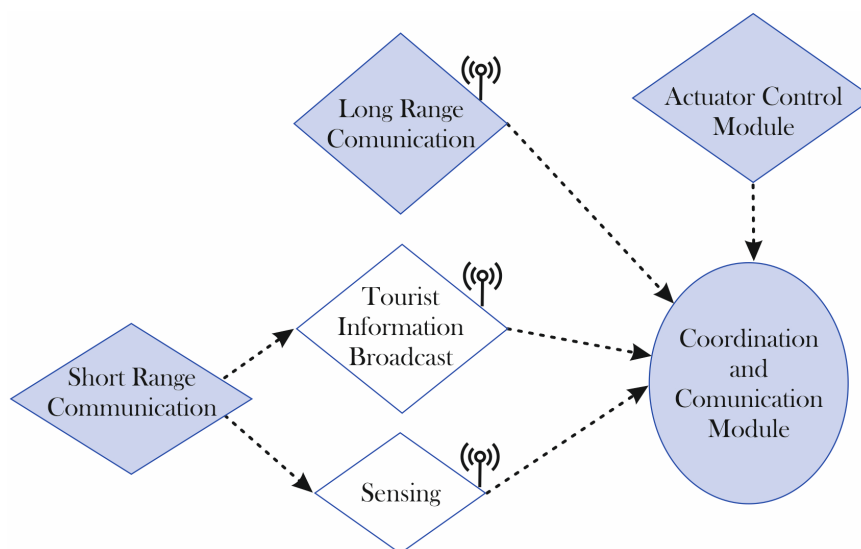 Long Range
Comunication
Actuator Control
Module
Tourist
Information
Broadcast
Short Range
Communication
Coordination
and
Comunication
Module
Sensing